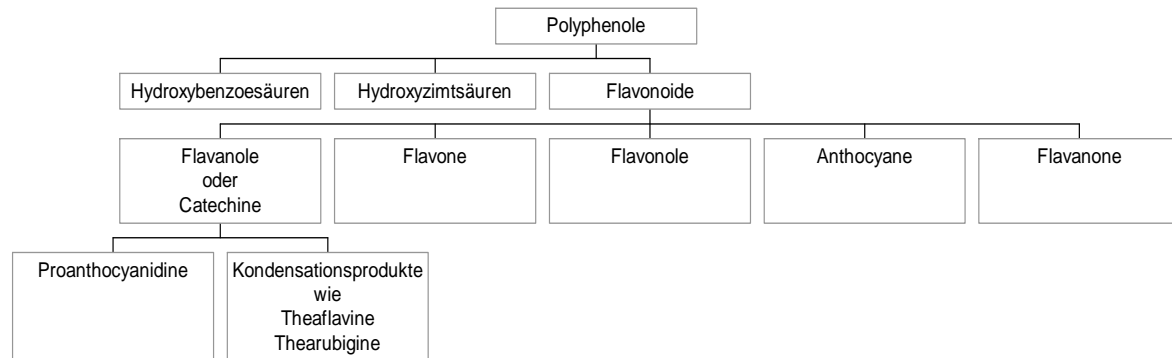 Polyphenole
Hydroxybenzoesäuren
Hydroxyzimtsäuren
Flavonoide
Flavanole
oder
Catechine
Flavone
Flavonole
Anthocyane
Flavanone
Proanthocyanidine
Kondensationsprodukte
wie
Theaflavine
Thearubigine